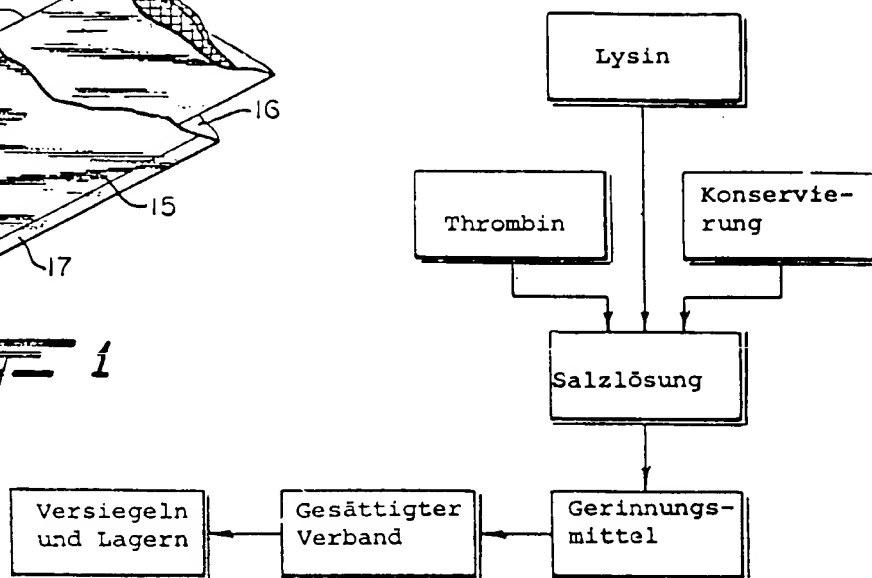 Lysin
16
15
17
Thrombin
Konservie-
rung
1
Salzlösung
Versiegeln
und Lagern
Gesättigter
Verband
Gerinnungs-
mittel